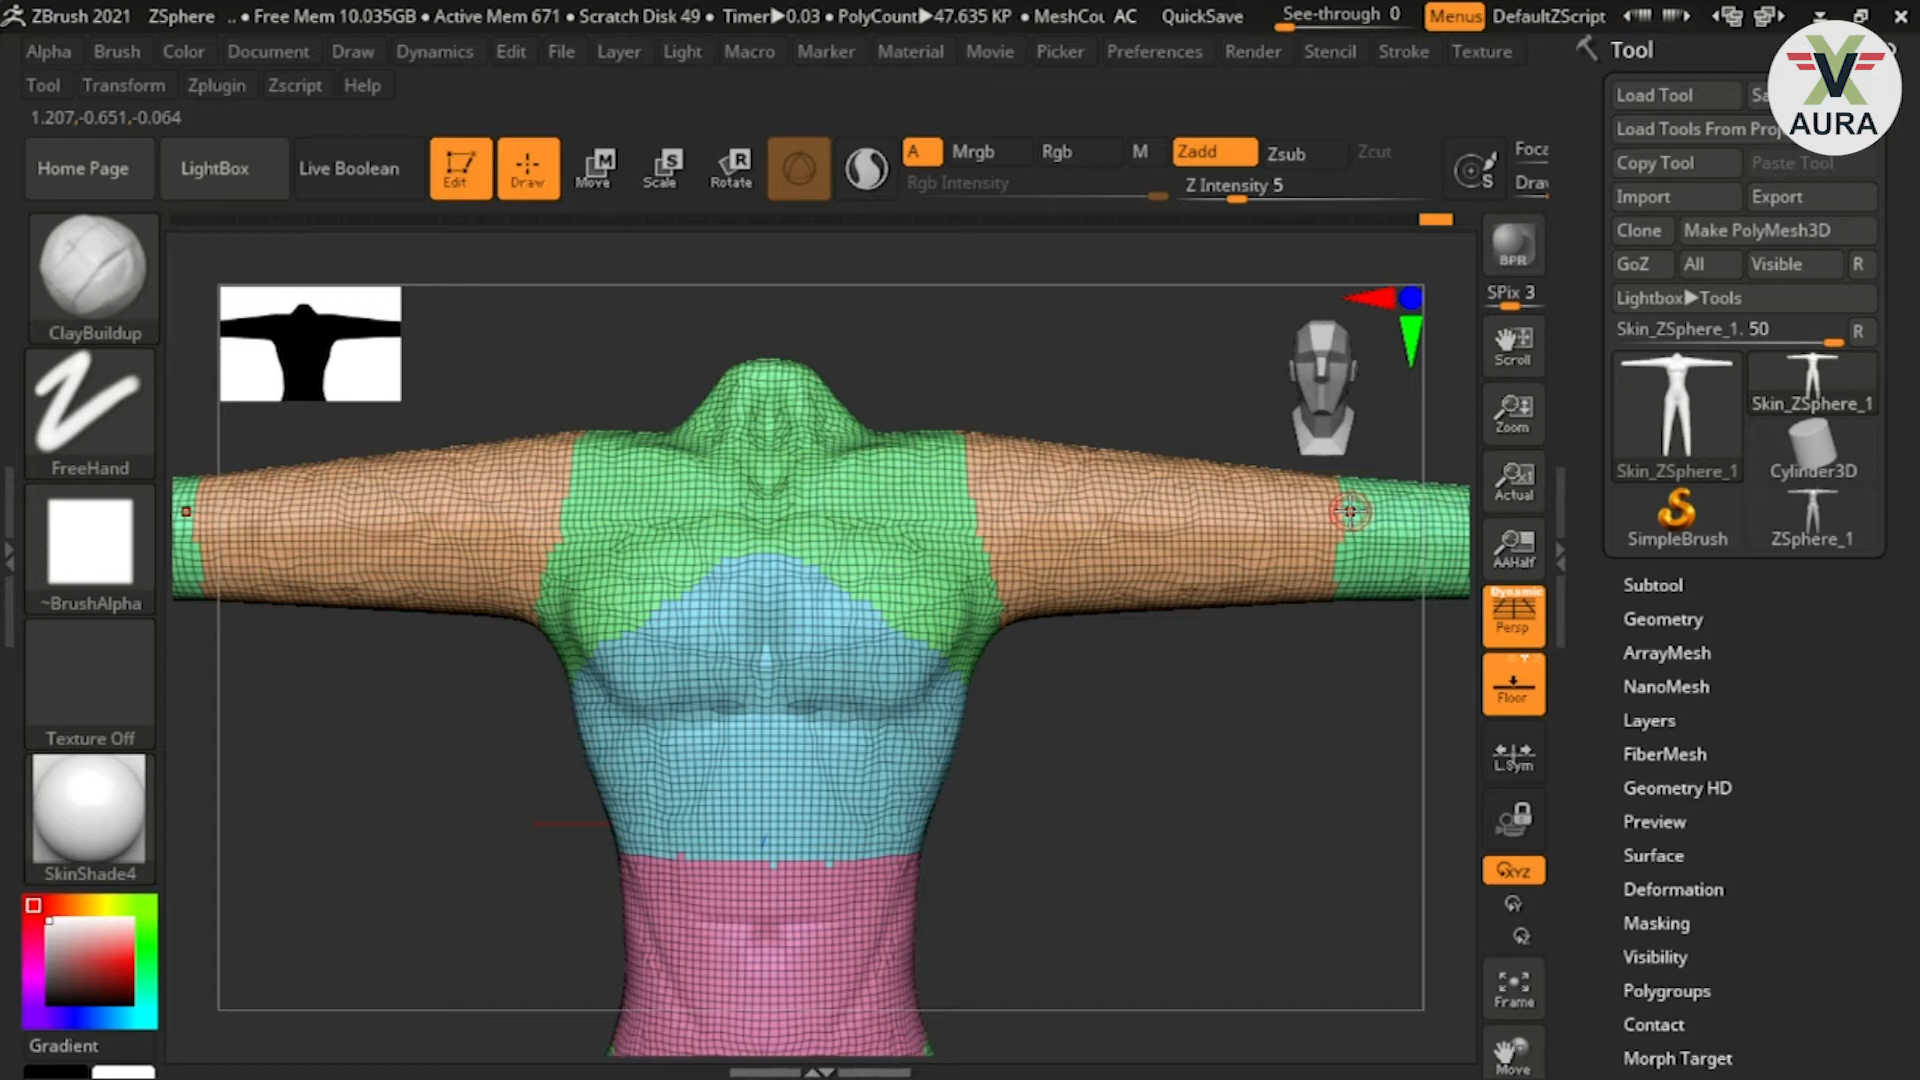 ZBrush 2021 ZSphere .. • Free Mem 10.035GB • Active Mem 671 • Scratch Disk 49 • Timer▶0.03 • PolyCount▶47.635 KP • MeshCou AC QuickSave See-through 0 Menus DefaultZScript
Alpha Brush Color Document Draw Dynamics Edit File Layer Light Macro Marker Material Movie Picker Preferences Render Stencil Stroke Texture
Tool Transform Zplugin Zscript Help
1.207,-0.651,-0.064
Home Page LightBox Live Boolean Edit Draw Move Scale Rotate
M S R
A Mrgb Rgb M Zadd Zsub Zcut
Rgb Intensity Z Intensity 5
S Foca
Drav
ClayBuildup
FreeHand
~BrushAlpha
Texture Off
SkinShade4
Gradient
BPR
SPix 3
Scroll
Zoom
Actual
AAHalf
Dynamic
Persp
Floor
L.Sym
XYZ
Y
Z
Frame
Move
Tool
VX
AURA
Load Tool Sa
Load Tools From Proj
Copy Tool Paste Tool
Import Export
Clone Make PolyMesh3D
GoZ All Visible R
Lightbox▶Tools
Skin_ZSphere_1. 50 R
Skin_ZSphere_1
Skin_ZSphere_1 Cylinder3D
SimpleBrush ZSphere_1
Subtool
Geometry
ArrayMesh
NanoMesh
Layers
FiberMesh
Geometry HD
Preview
Surface
Deformation
Masking
Visibility
Polygroups
Contact
Morph Target